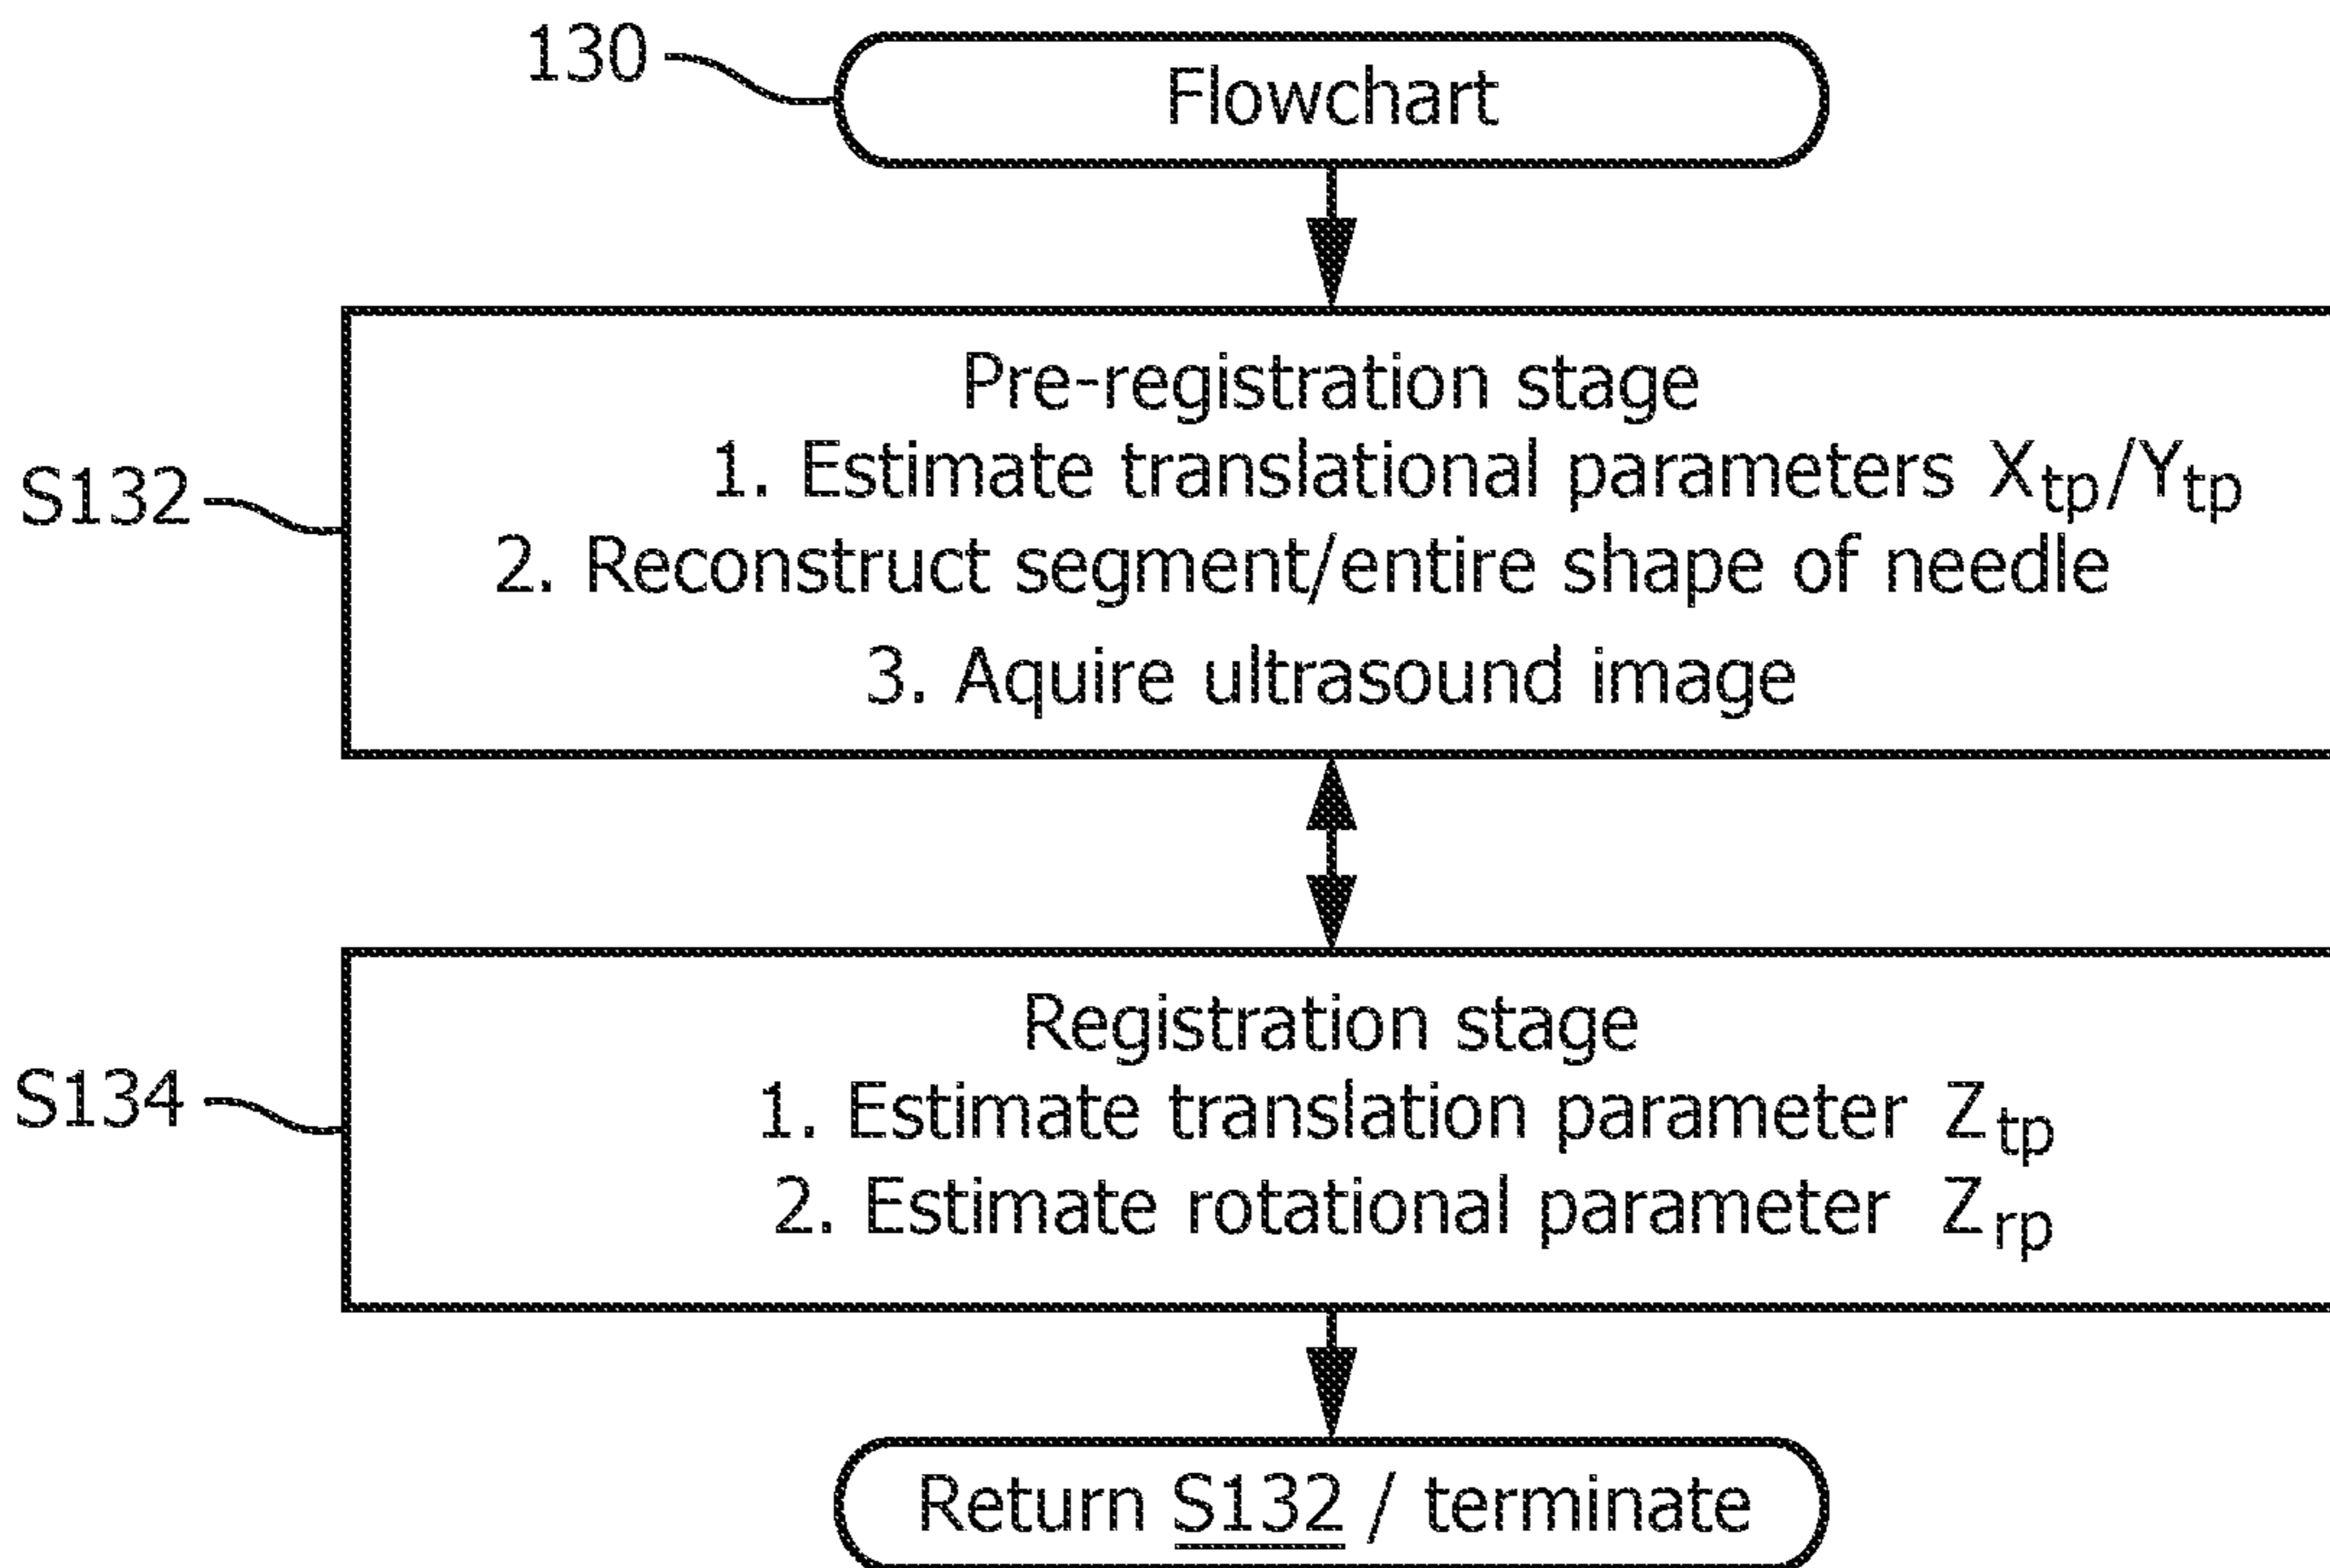 130
Flowchart
Pre-registration stage
1. Estimate translational parameters Xtp/Ytp
S132
2. Reconstruct segment/entire shape of needle
3. Aquire ultrasound image
Registration stage
S134
1. Estimate translation parameter Ztp
2. Estimate rotational parameter Zrp
Return S132 / terminate